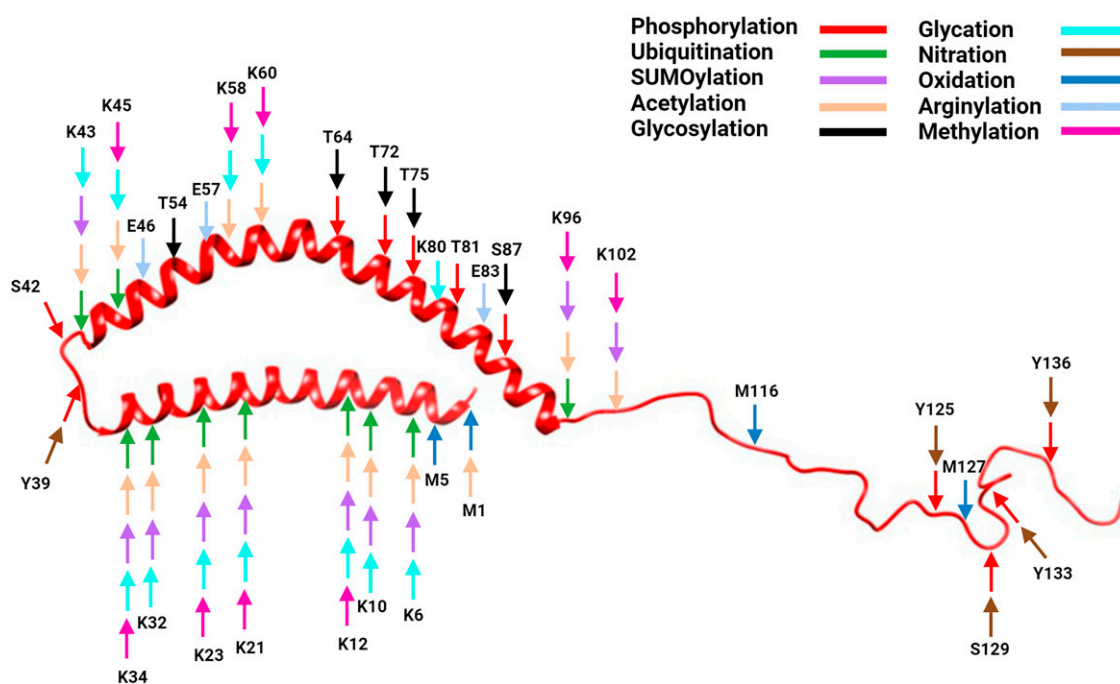 Phosphorylation
Ubiquitination
SUMOylation
Acetylation
Glycosylation
Glycation
Nitration
Oxidation
Arginylation
Methylation
K58
K60
K45
K43
T64
T72
T75
E57
T54
E46
K80
T81
S87
E83
K96
K102
S42
M116
Y136
Y125
M127
Y39
M5
M1
Y133
K10
K6
K32
K12
K21
K23
K34
S129